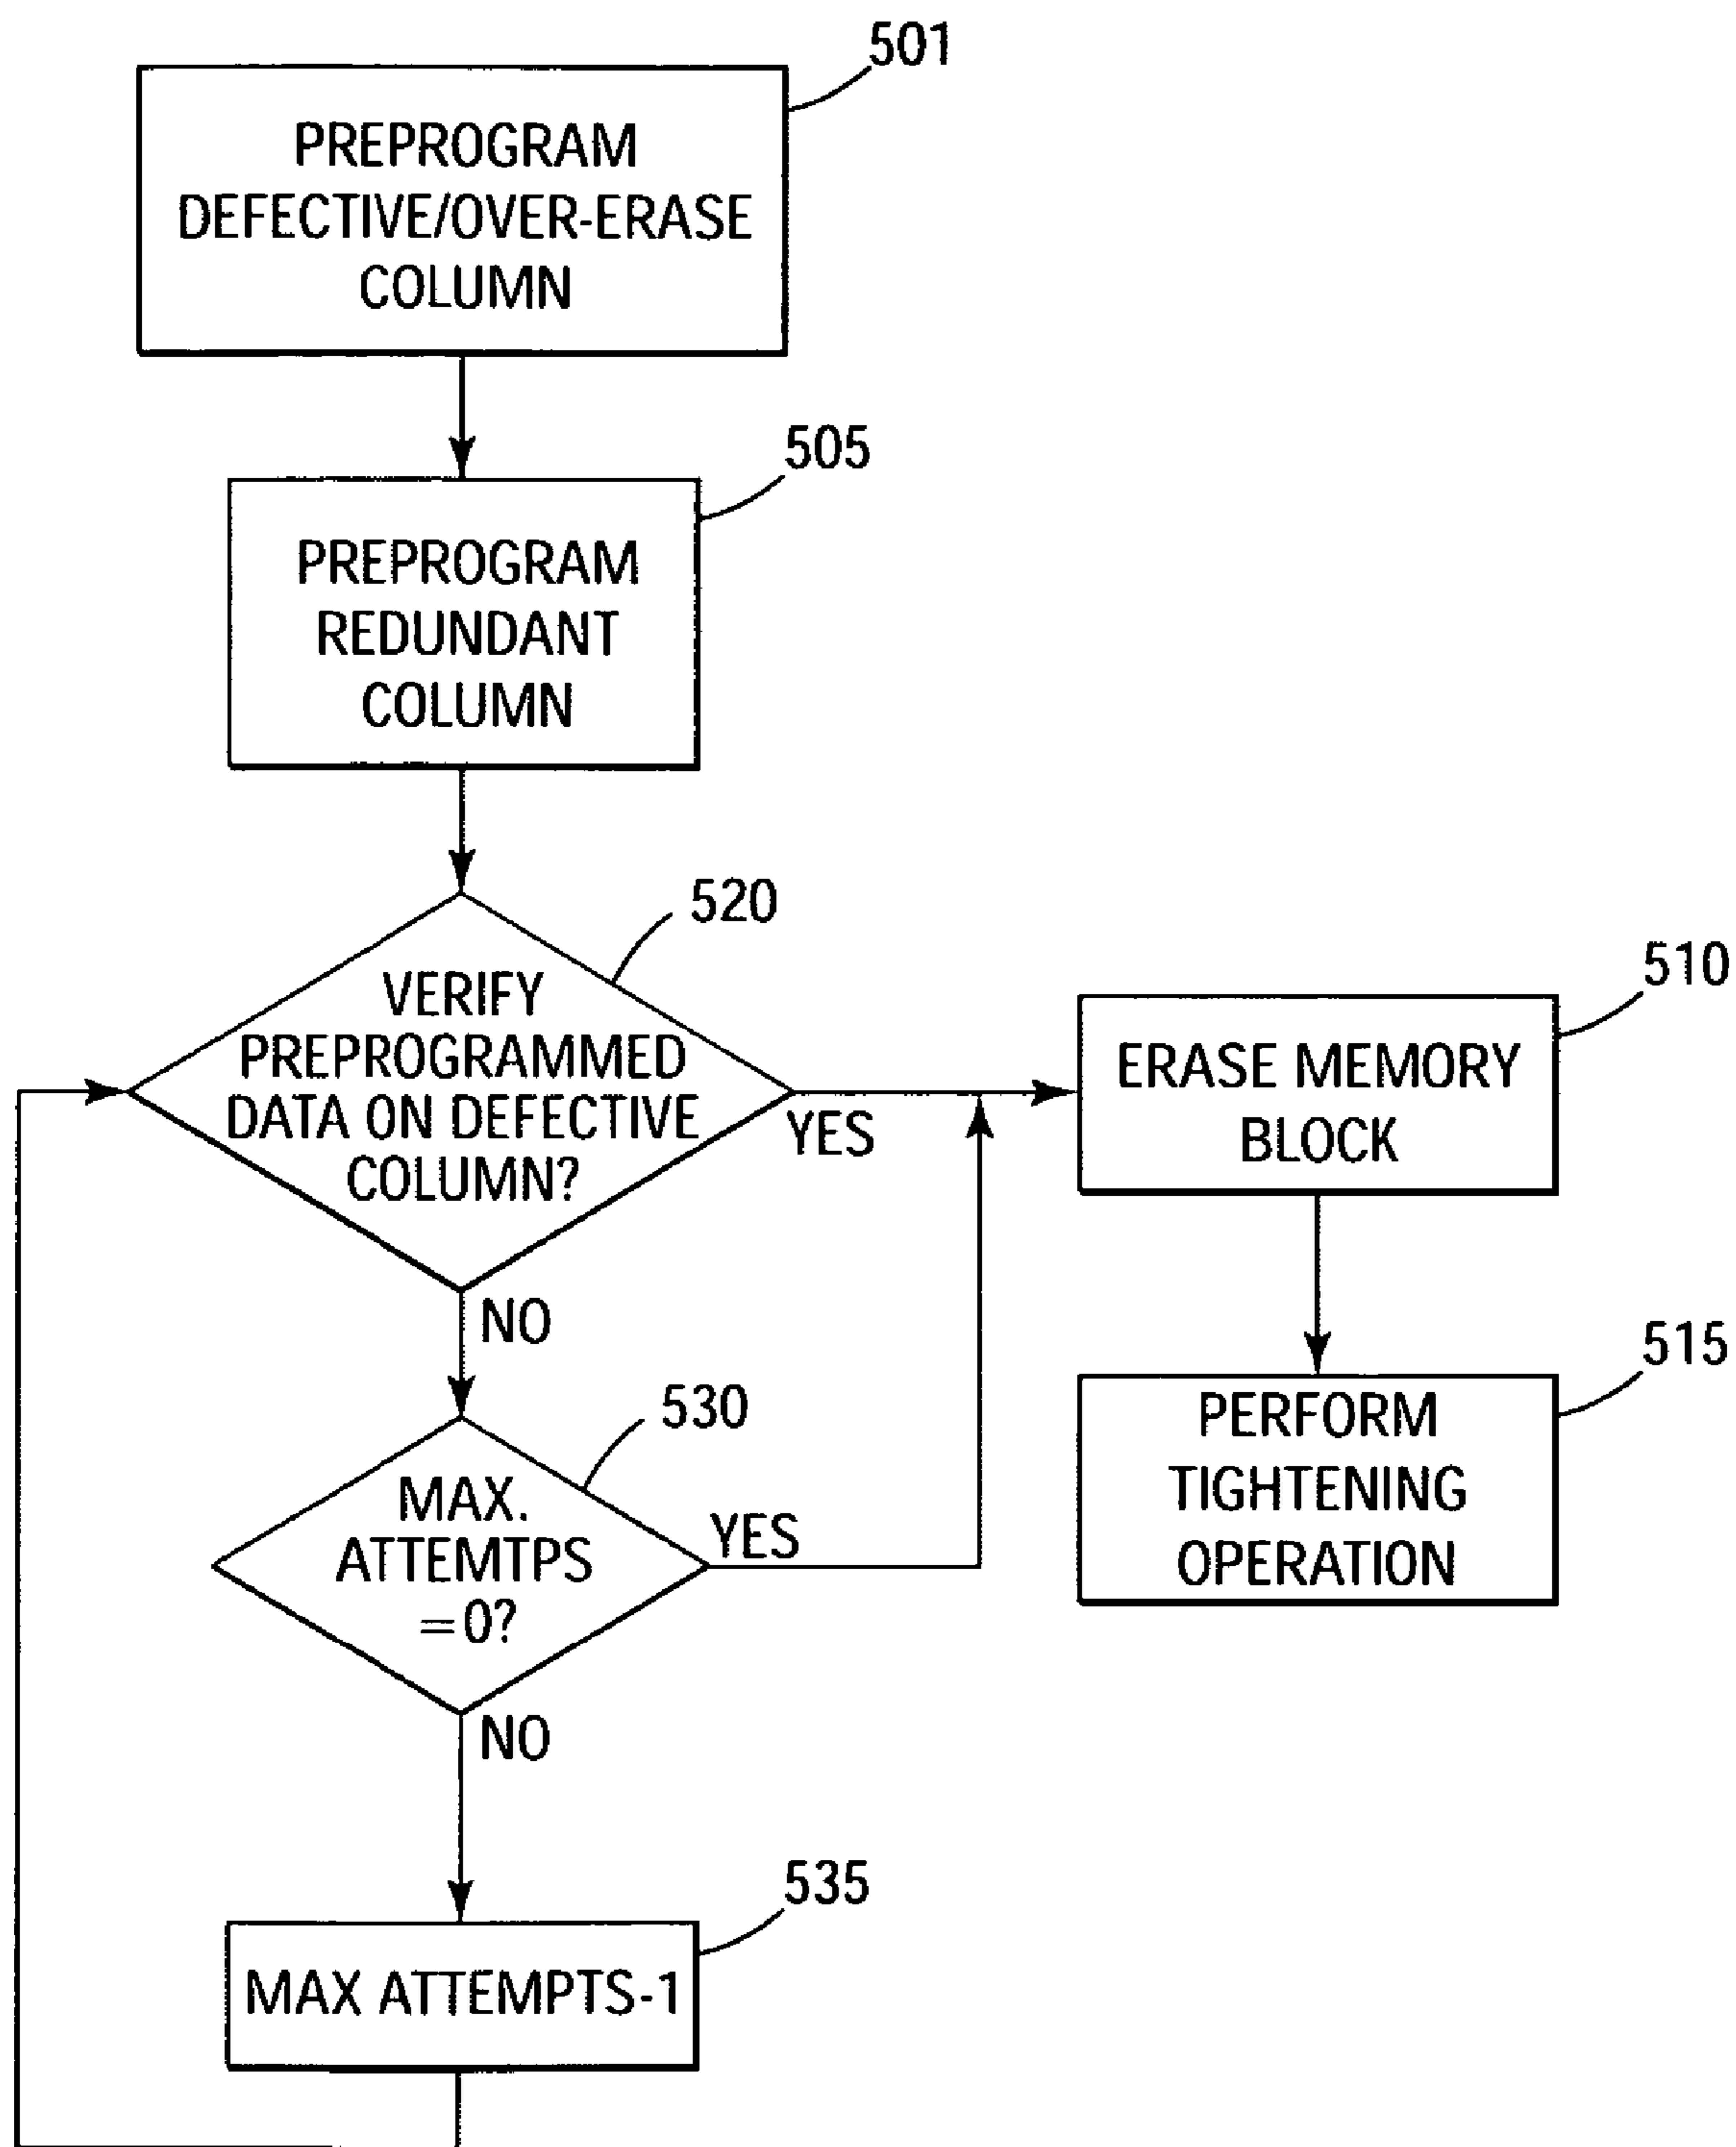 501
PREPROGRAM
DEFECTIVE/OVER-ERASE
COLUMN
505
PREPROGRAM
REDUNDANT
COLUMN
520
VERIFY
PREPROGRAMMED
DATA ON DEFECTIVE
COLUMN?
YES
NO
510
ERASE MEMORY
BLOCK
515
PERFORM
TIGHTENING
OPERATION
530
MAX.
ATTEMTPS
=0?
YES
NO
535
MAX ATTEMPTS-1